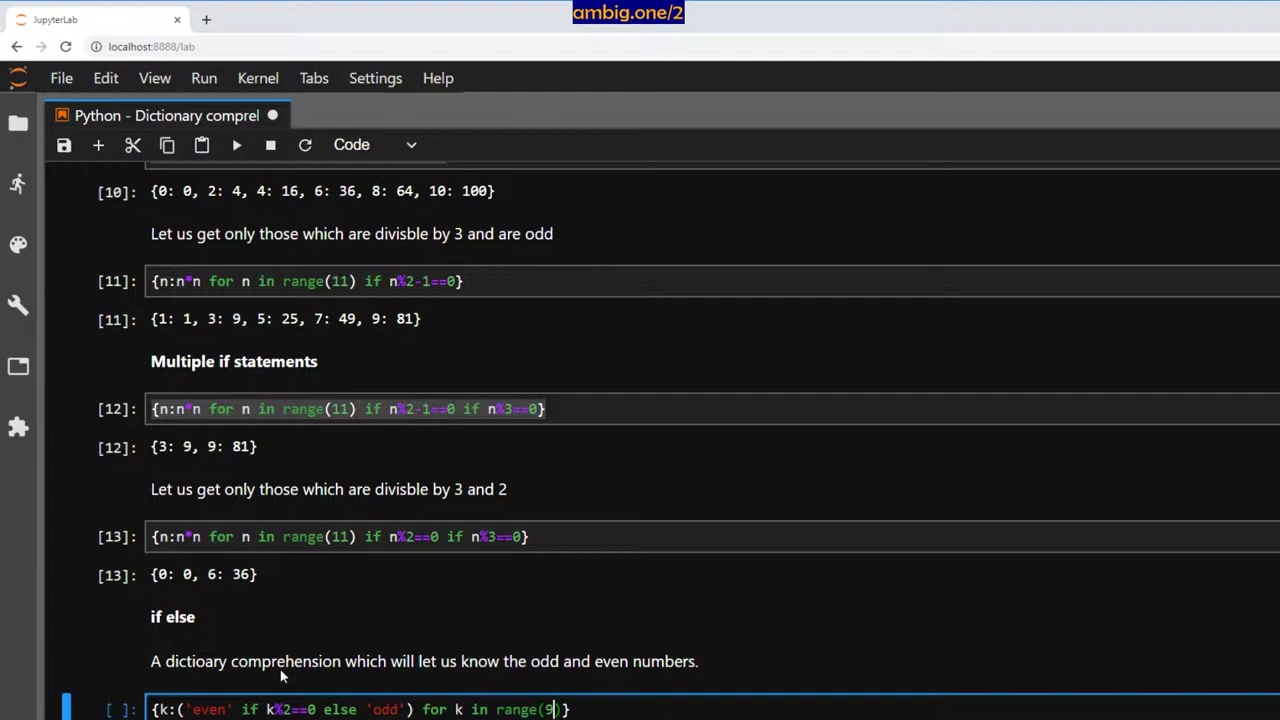 ambig.one/2
JupyterLab
localhost:8888/lab
File Edit View Run Kernel Tabs Settings Help
Python - Dictionary comprel
Code
[10]: {0: 0, 2: 4, 4: 16, 6: 36, 8: 64, 10: 100}
Let us get only those which are divisble by 3 and are odd
[11]: {n:n*n for n in range(11) if n%2-1==0}
[11]: {1: 1, 3: 9, 5: 25, 7: 49, 9: 81}
Multiple if statements
[12]: {n:n*n for n in range(11) if n%2-1==0 if n%3==0}
[12]: {3: 9, 9: 81}
Let us get only those which are divisble by 3 and 2
[13]: {n:n*n for n in range(11) if n%2==0 if n%3==0}
[13]: {0: 0, 6: 36}
if else
A dictioary comprehension which will let us know the odd and even numbers.
[ ]: {k:('even' if k%2==0 else 'odd') for k in range(9)}